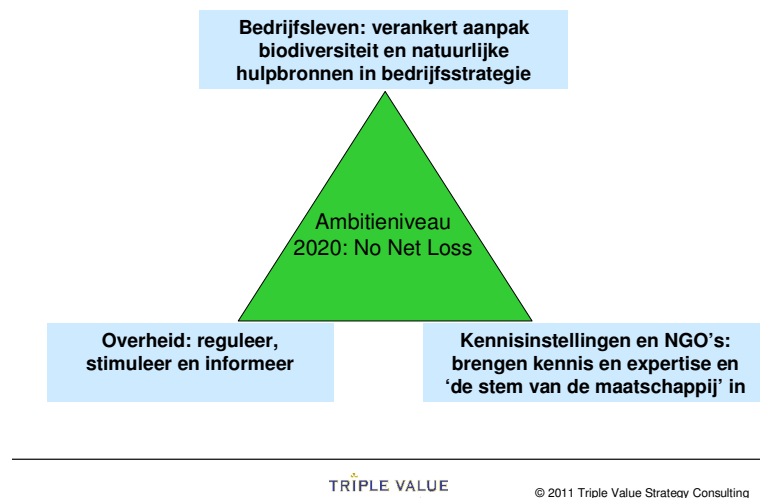 Bedrijfsleven: verankert aanpak
biodiversiteit en natuurlijke
hulpbronnen in bedrijfsstrategie
Ambitieniveau
2020: No Net Loss
Overheid: reguleer,
stimuleer en informeer
Kennisinstellingen en NGO's:
brengen kennis en expertise en
‘de stem van de maatschappij’ in
TRIPLE VALUE
© 2011 Triple Value Strategy Consulting